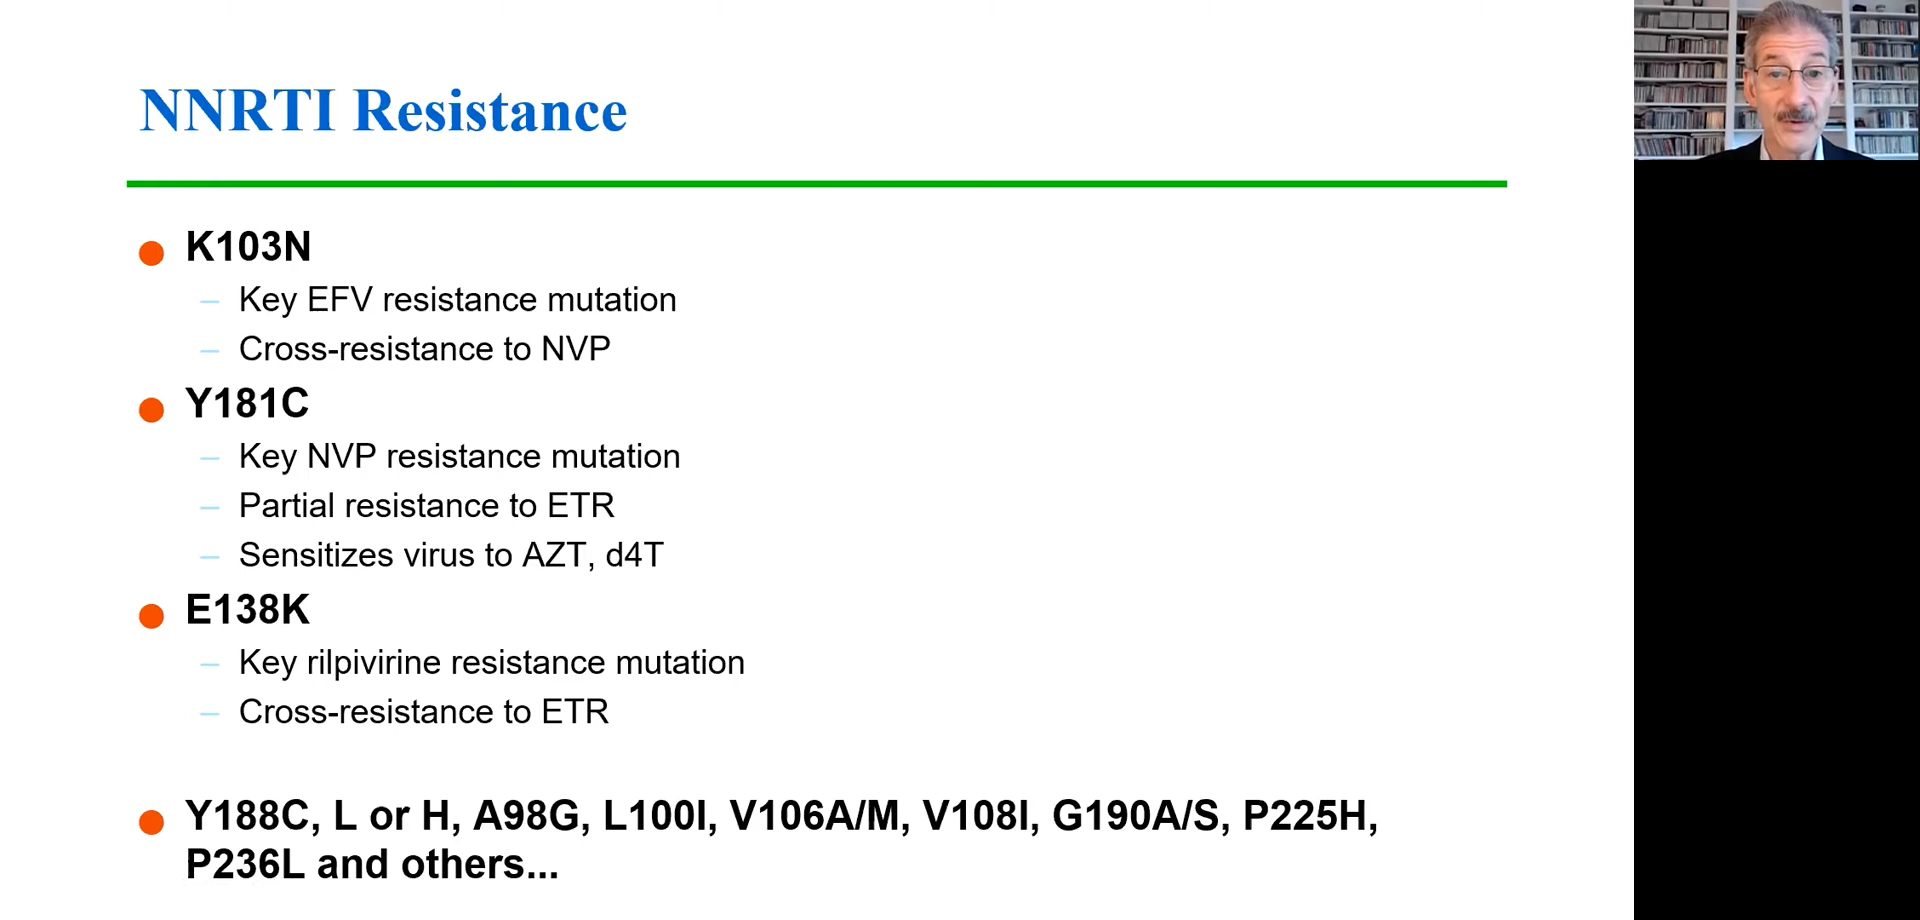 NNRTI Resistance
K103N
– Key EFV resistance mutation
– Cross-resistance to NVP
Y181C
– Key NVP resistance mutation
– Partial resistance to ETR
– Sensitizes virus to AZT, d4T
E138K
– Key rilpivirine resistance mutation
– Cross-resistance to ETR
Y188C, L or H, A98G, L100I, V106A/M, V108I, G190A/S, P225H,
P236L and others...